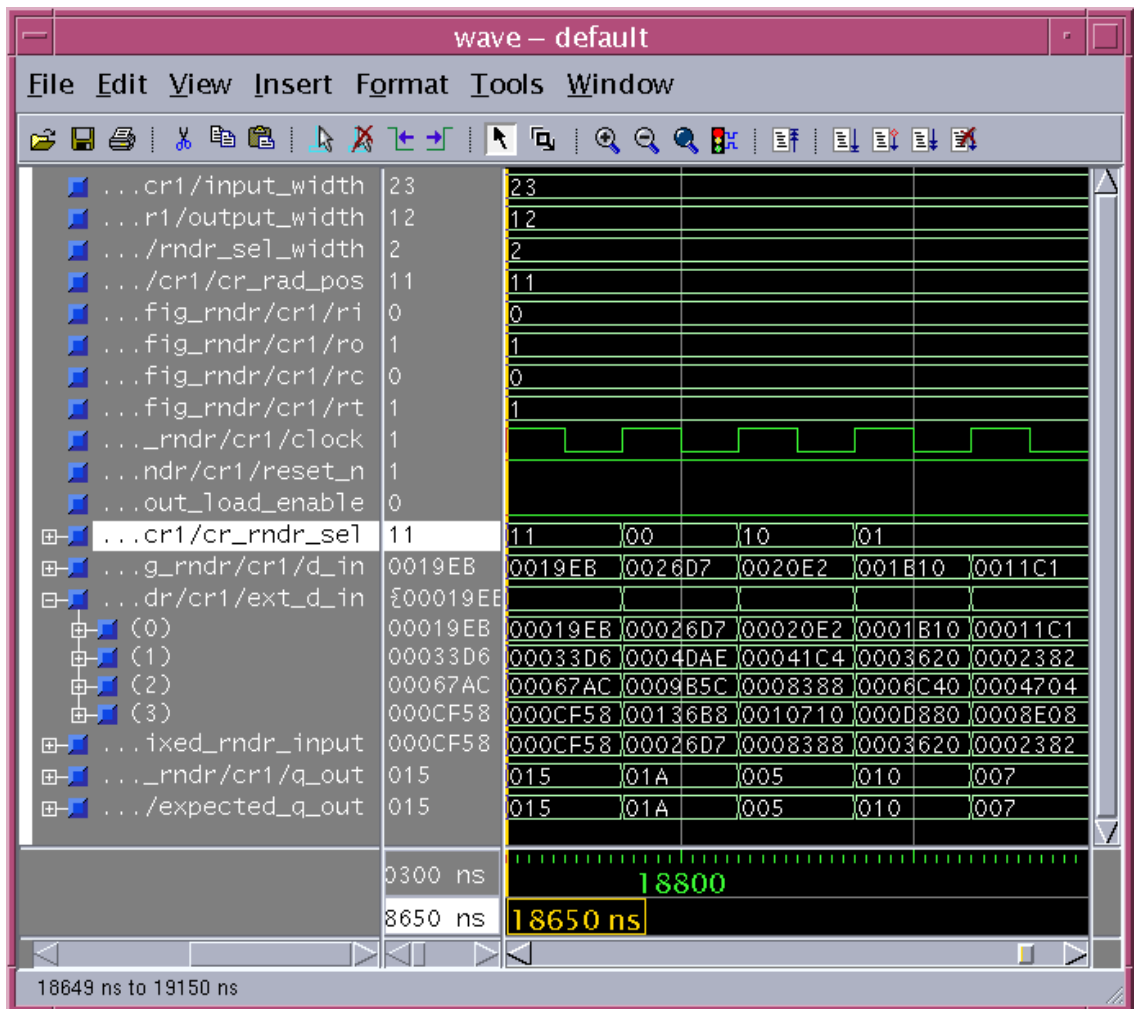 wave – default
File Edit View Insert Format Tools Window
...cr1/input_width 23 23
...r1/output_width 12 12
.../rndr_sel_width 2 2
.../cr1/cr_rad_pos 11 11
...fig_rndr/cr1/ri 0 0
...fig_rndr/cr1/ro 1 1
...fig_rndr/cr1/rc 0 0
...fig_rndr/cr1/rt 1 1
..._rndr/cr1/clock 1
...ndr/cr1/reset_n 1
...out_load_enable 0
...cr1/cr_rndr_sel 11 11 00 10 01
...g_rndr/cr1/d_in 0019EB 0019EB 0026D7 0020E2 001B10 0011C1
...dr/cr1/ext_d_in {00019EB
(0) 00019EB 00019EB 00026D7 00020E2 0001B10 00011C1
(1) 00033D6 00033D6 0004DAE 00041C4 0003620 0002382
(2) 00067AC 00067AC 0009B5C 0008388 0006C40 0004704
(3) 000CF58 000CF58 00136B8 0010710 000D880 0008E08
...ixed_rndr_input 000CF58 000CF58 00026D7 0008388 0003620 0002382
..._rndr/cr1/q_out 015 015 01A 005 010 007
.../expected_q_out 015 015 01A 005 010 007
0300 ns 18800
8650 ns 18650 ns
18649 ns to 19150 ns